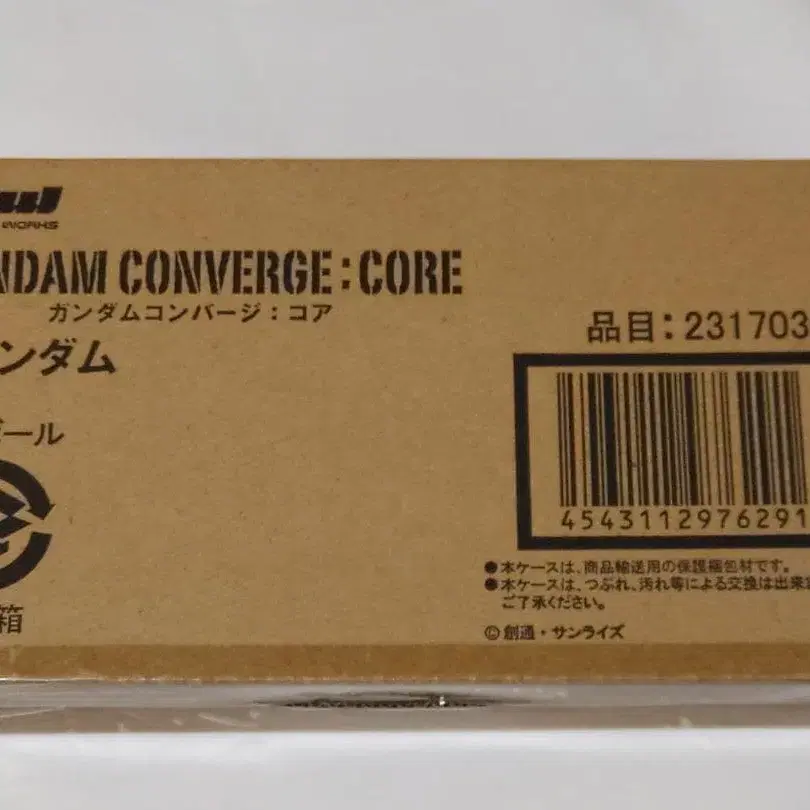 WORKS
NDAM CONVERGE:CORE
ガンダムコンバージ:コア
ンダム
品目:231703
ボール
4543112976291
●本ケースは、商品輸送用の保護梱包材です。
●本ケースは、つぶれ、汚れ等による交換は出来
ご了承ください。
箱
©創通・サンライズ